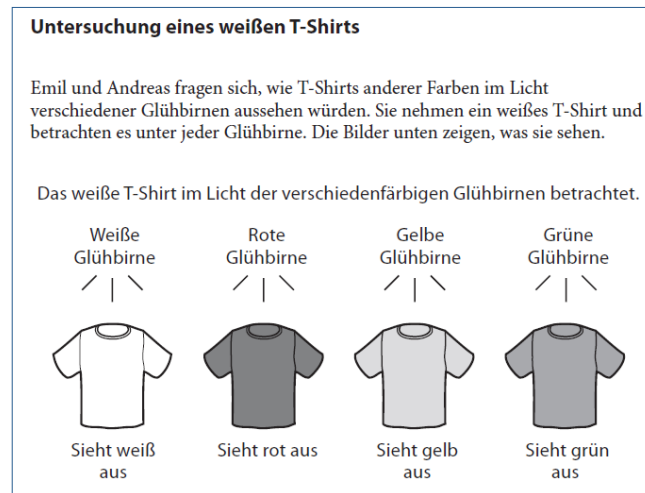 Untersuchung eines weißen T-Shirts
Emil und Andreas fragen sich, wie T-Shirts anderer Farben im Licht
verschiedener Glühbirnen aussehen würden. Sie nehmen ein weißes T-Shirt und
betrachten es unter jeder Glühbirne. Die Bilder unten zeigen, was sie sehen.
Das weiße T-Shirt im Licht der verschiedenfärbigen Glühbirnen betrachtet.
Weiße
Glühbirne
Rote
Glühbirne
Gelbe
Glühbirne
Grüne
Glühbirne
Sieht weiß
aus
Sieht rot aus
Sieht gelb
aus
Sieht grün
aus